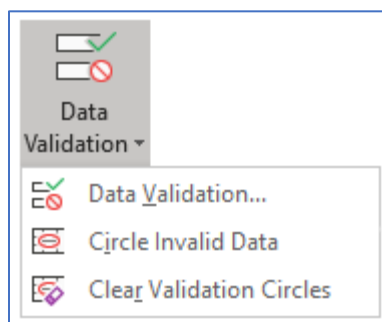 Data
Validation
Data Validation...
Circle Invalid Data
Clear Validation Circles